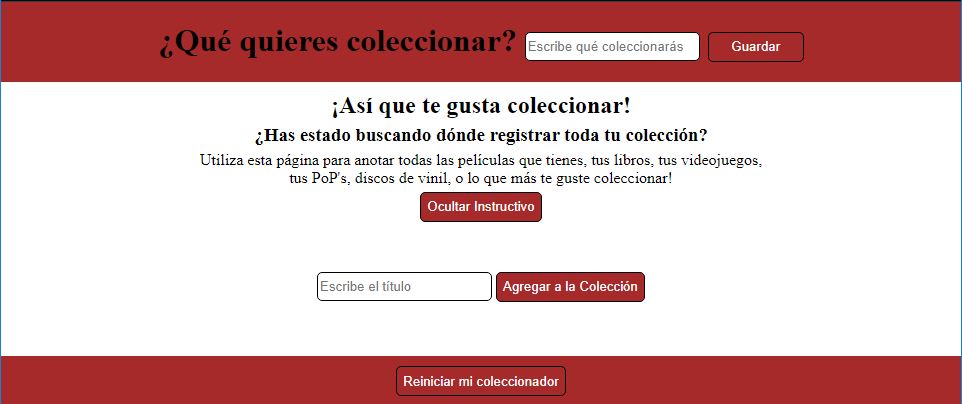 ¿Qué quieres coleccionar? Escribe qué coleccionarás Guardar
¡Así que te gusta coleccionar!
¿Has estado buscando dónde registrar toda tu colección?
Utiliza esta página para anotar todas las películas que tienes, tus libros, tus videojuegos,
tus PoP's, discos de vinil, o lo que más te guste coleccionar!
Ocultar Instructivo
Escribe el título Agregar a la Colección
Reiniciar mi coleccionador